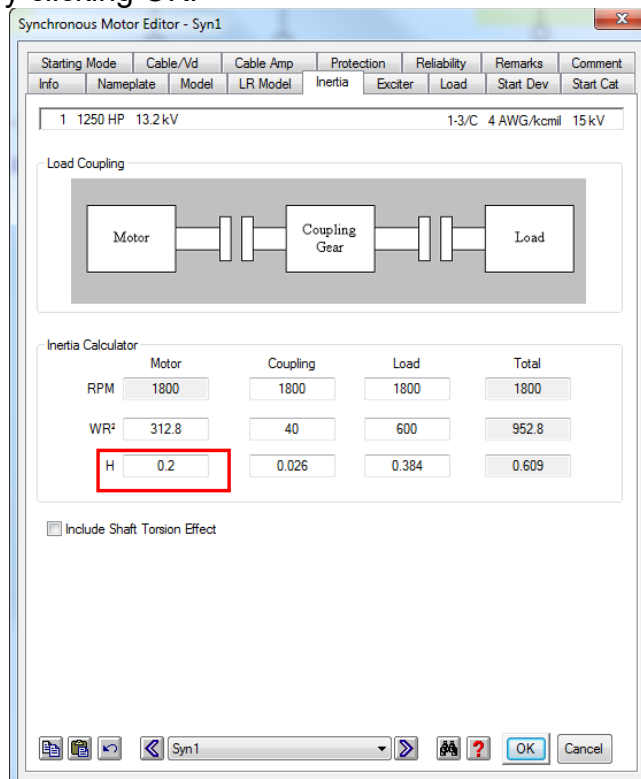 y clicking OK.
Synchronous Motor Editor - Syn1
Starting Mode Cable/Vd Cable Amp Protection Reliability Remarks Comment
Info Nameplate Model LR Model Inertia Exciter Load Start Dev Start Cat
1 1250 HP 13.2 kV 1-3/C 4 AWG/kcmil 15 kV
Load Coupling
Motor Coupling Load
Gear
Inertia Calculator
Motor Coupling Load Total
RPM 1800 1800 1800 1800
WR² 312.8 40 600 952.8
H 0.2 0.026 0.384 0.609
Include Shaft Torsion Effect
Syn1 ? OK Cancel